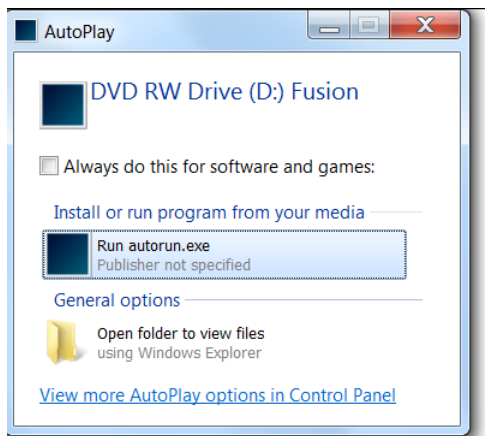 AutoPlay
DVD RW Drive (D:) Fusion
Always do this for software and games:
Install or run program from your media
Run autorun.exe
Publisher not specified
General options
Open folder to view files
using Windows Explorer
View more AutoPlay options in Control Panel